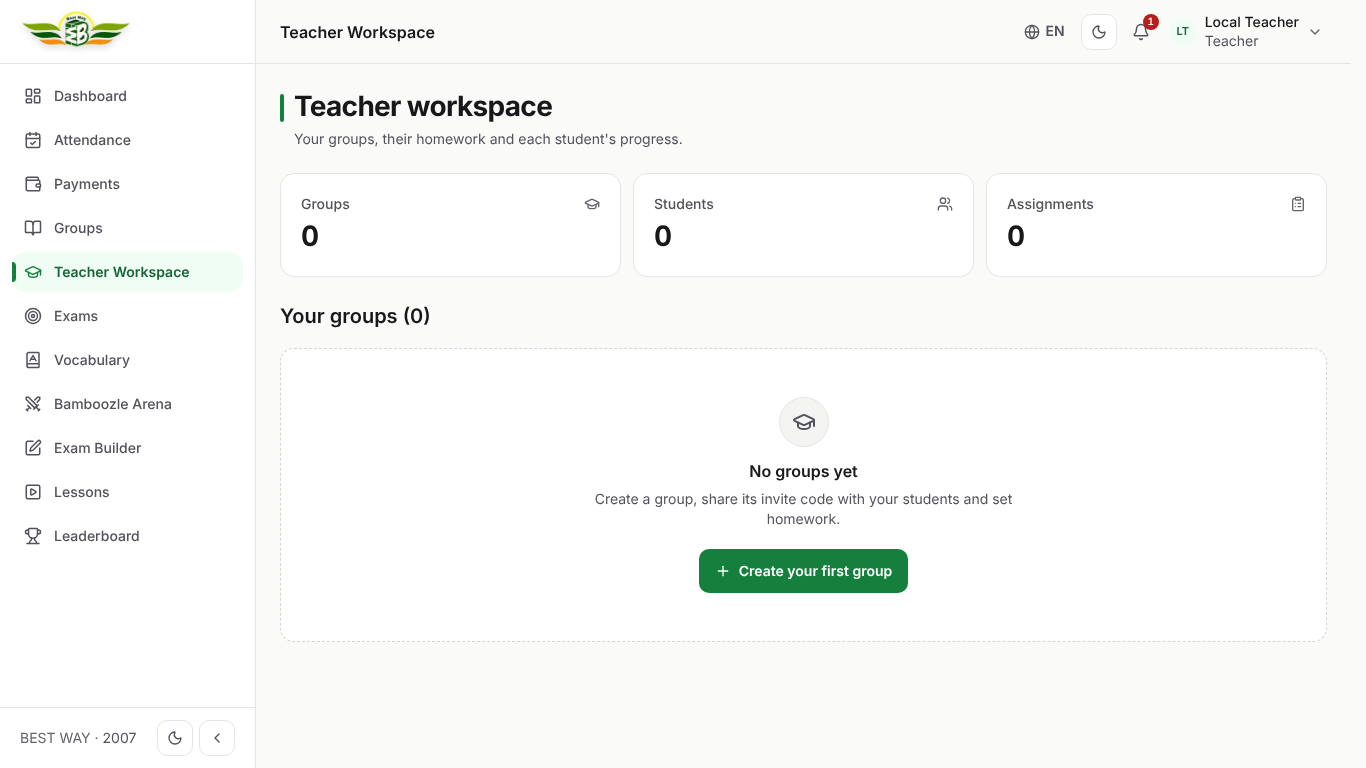 Teacher Workspace
EN
1
LT
Local Teacher
Teacher
Dashboard
Attendance
Payments
Groups
Teacher Workspace
Exams
Vocabulary
Bamboozle Arena
Exam Builder
Lessons
Leaderboard
BEST WAY · 2007
Teacher workspace
Your groups, their homework and each student's progress.
Groups
0
Students
0
Assignments
0
Your groups (0)
No groups yet
Create a group, share its invite code with your students and set
homework.
Create your first group